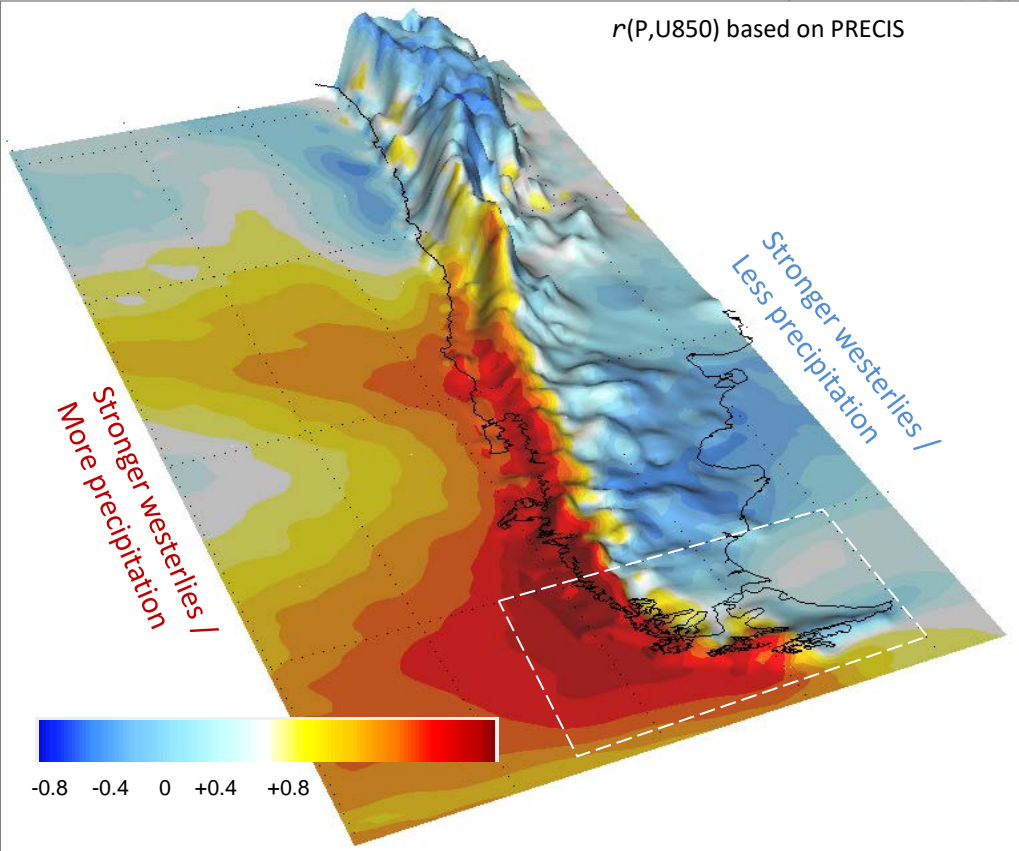 r(P,U850) based on PRECIS
Stronger westerlies /
Less precipitation
Stronger westerlies /
More precipitation
-0.8 -0.4 0 +0.4 +0.8